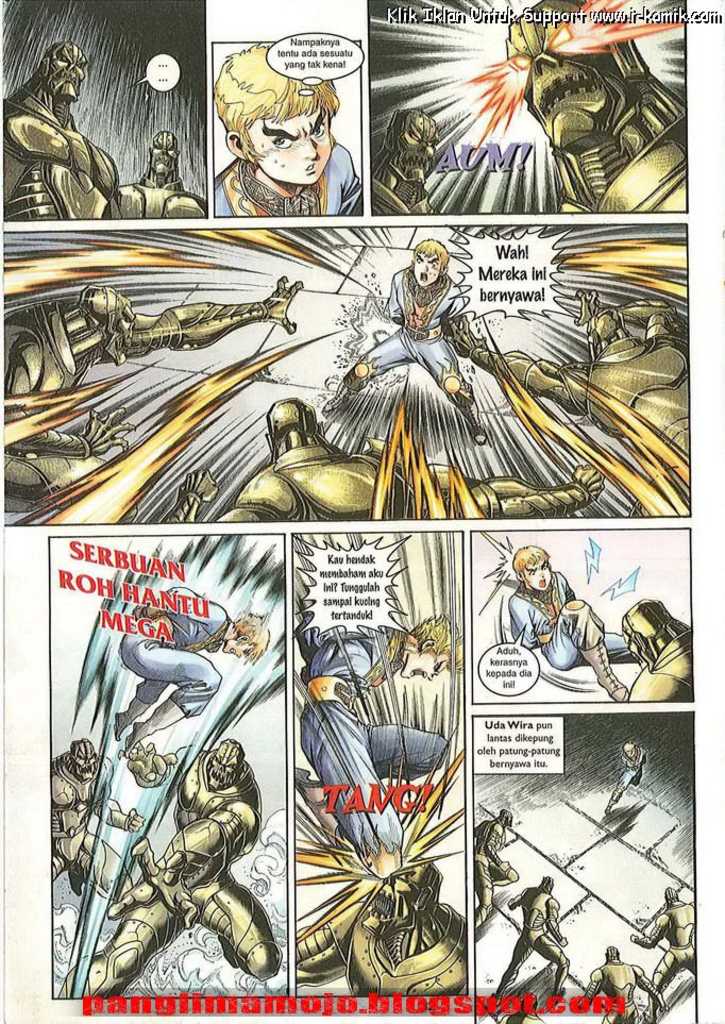 Klik Iklan Untuk Support www.ir-komik.com
...
...
Nampaknya
tentu ada sesuatu
yang tak kena!
AUM!
Wah!
Mereka ini
bernyawa!
SERBUAN
ROH HANTU
MEGA
Kau hendak
membaham aku
ini? Tunggulah
sampai kucing
tertanduk!
TANG!
Aduh,
kerasnya
kepada dia
ini!
Uda Wira pun
lantas dikepung
oleh patung-patung
bernyawa itu.
panglimamojo.blogspot.com